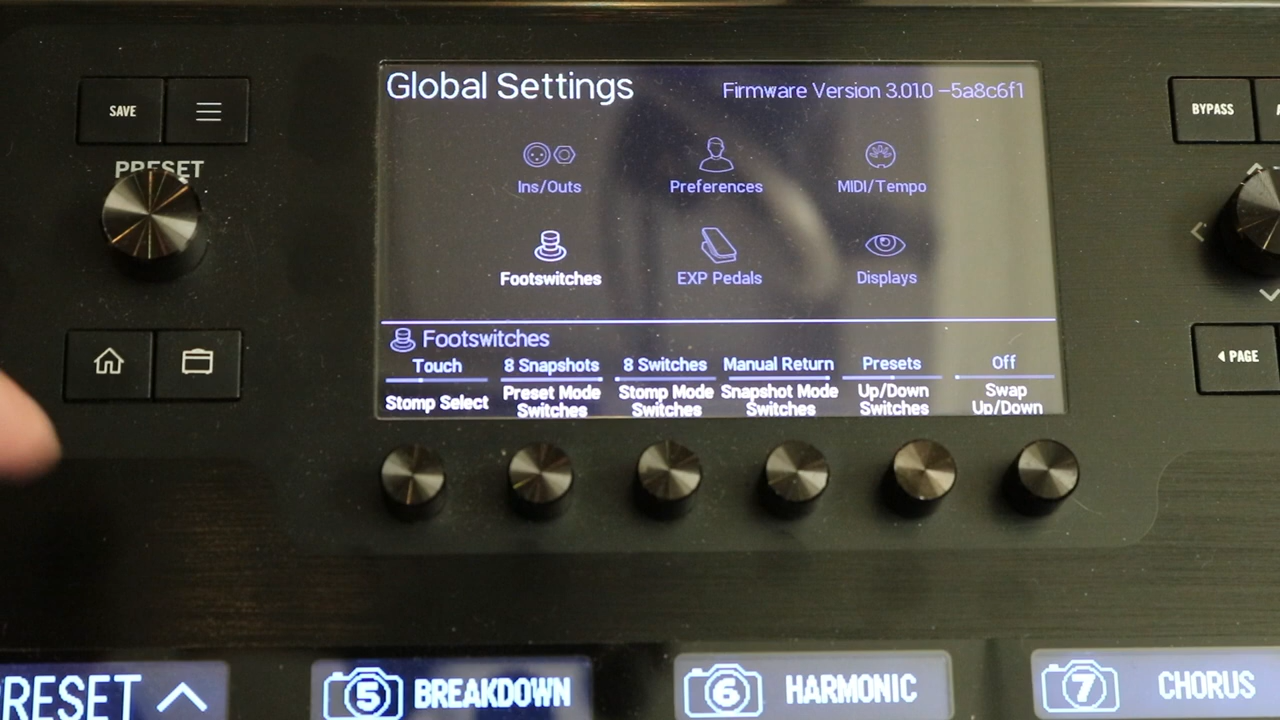 SAVE
PRESET
BYPASS
PAGE
Global Settings
Firmware Version 3.01.0 –5a8c6f1
Ins/Outs
Preferences
MIDI/Tempo
Footswitches
EXP Pedals
Displays
Footswitches
Touch
8 Snapshots
8 Switches
Manual Return
Presets
Off
Stomp Select
Preset Mode
Switches
Stomp Mode
Switches
Snapshot Mode
Switches
Up/Down
Switches
Swap
Up/Down
RESET
5 BREAKDOWN
6 HARMONIC
7 CHORUS